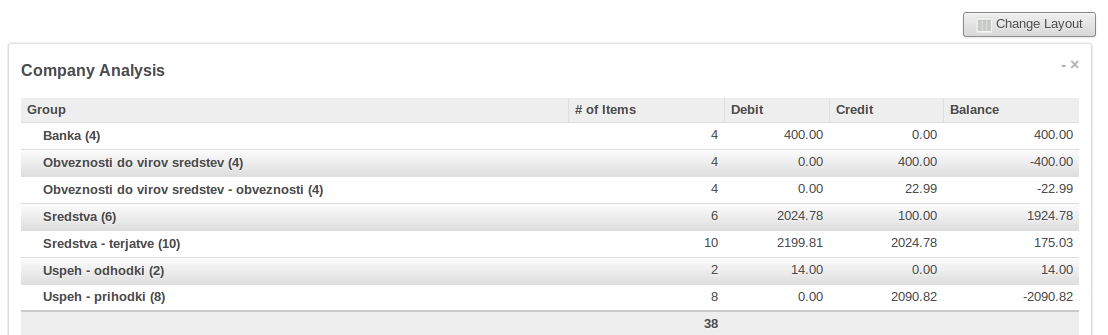 Change Layout
Company Analysis
- ×
Group # of Items Debit Credit Balance
Banka (4) 4 400.00 0.00 400.00
Obveznosti do virov sredstev (4) 4 0.00 400.00 -400.00
Obveznosti do virov sredstev - obveznosti (4) 4 0.00 22.99 -22.99
Sredstva (6) 6 2024.78 100.00 1924.78
Sredstva - terjatve (10) 10 2199.81 2024.78 175.03
Uspeh - odhodki (2) 2 14.00 0.00 14.00
Uspeh - prihodki (8) 8 0.00 2090.82 -2090.82
38